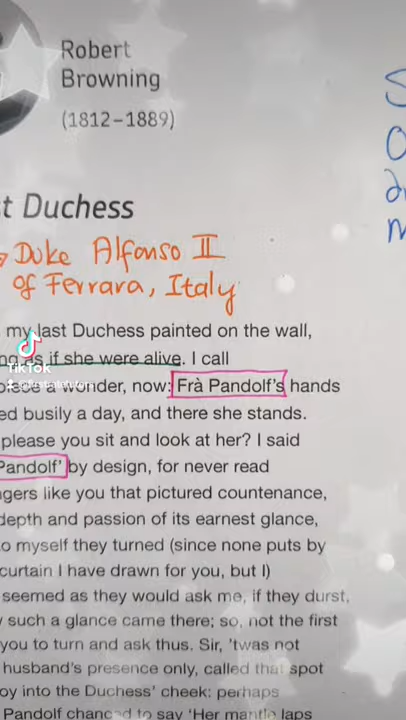 Robert
Browning
(1812–1889)
t Duchess
Duke Alfonso II
of Ferrara, Italy
my last Duchess painted on the wall,
as if she were alive. I call
piece a wonder, now: Frà Pandolf's hands
ed busily a day, and there she stands.
please you sit and look at her? I said
Pandolf' by design, for never read
ngers like you that pictured countenance,
depth and passion of its earnest glance,
o myself they turned (since none puts by
curtain I have drawn for you, but I)
seemed as they would ask me, if they durst,
such a glance came there; so, not the first
you to turn and ask thus. Sir, 'twas not
husband's presence only, called that spot
oy into the Duchess' cheek: perhaps
Pandolf chanced to say 'Her mantle laps
TikTok